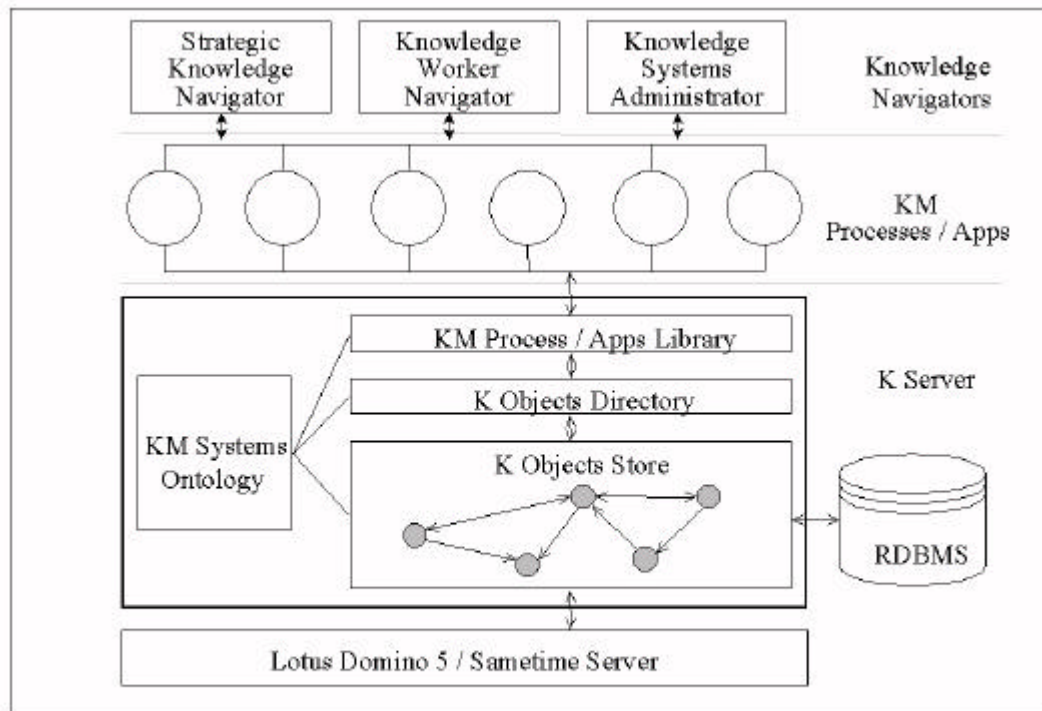 Strategic
Knowledge
Navigator
Knowledge
Worker
Navigator
Knowledge
Systems
Administrator
Knowledge
Navigators
KM
Processes / Apps
KM Process / Apps Library
K Objects Directory
K Server
KM Systems
Ontology
K Objects Store
RDBMS
Lotus Domino 5 / Sametime Server